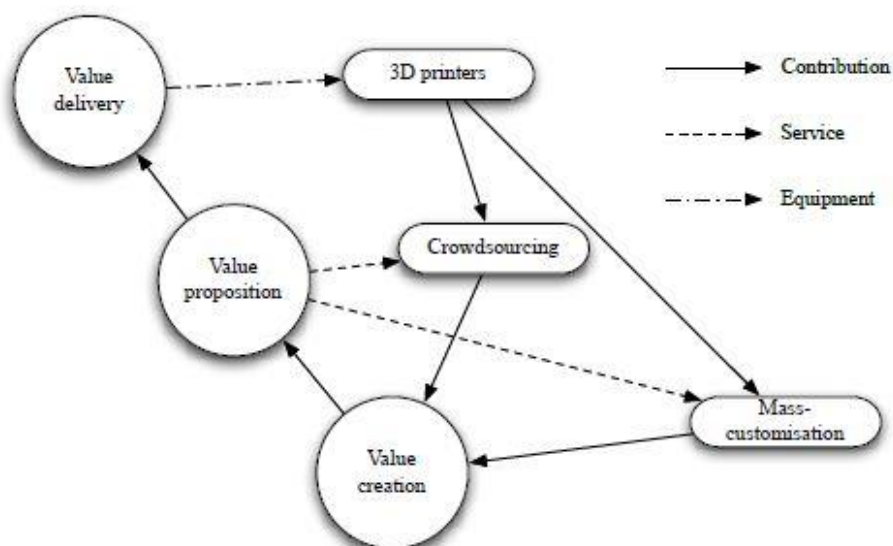 Value
delivery
3D printers
Contribution
Service
Equipment
Crowdsourcing
Value
proposition
Mass-
customisation
Value
creation